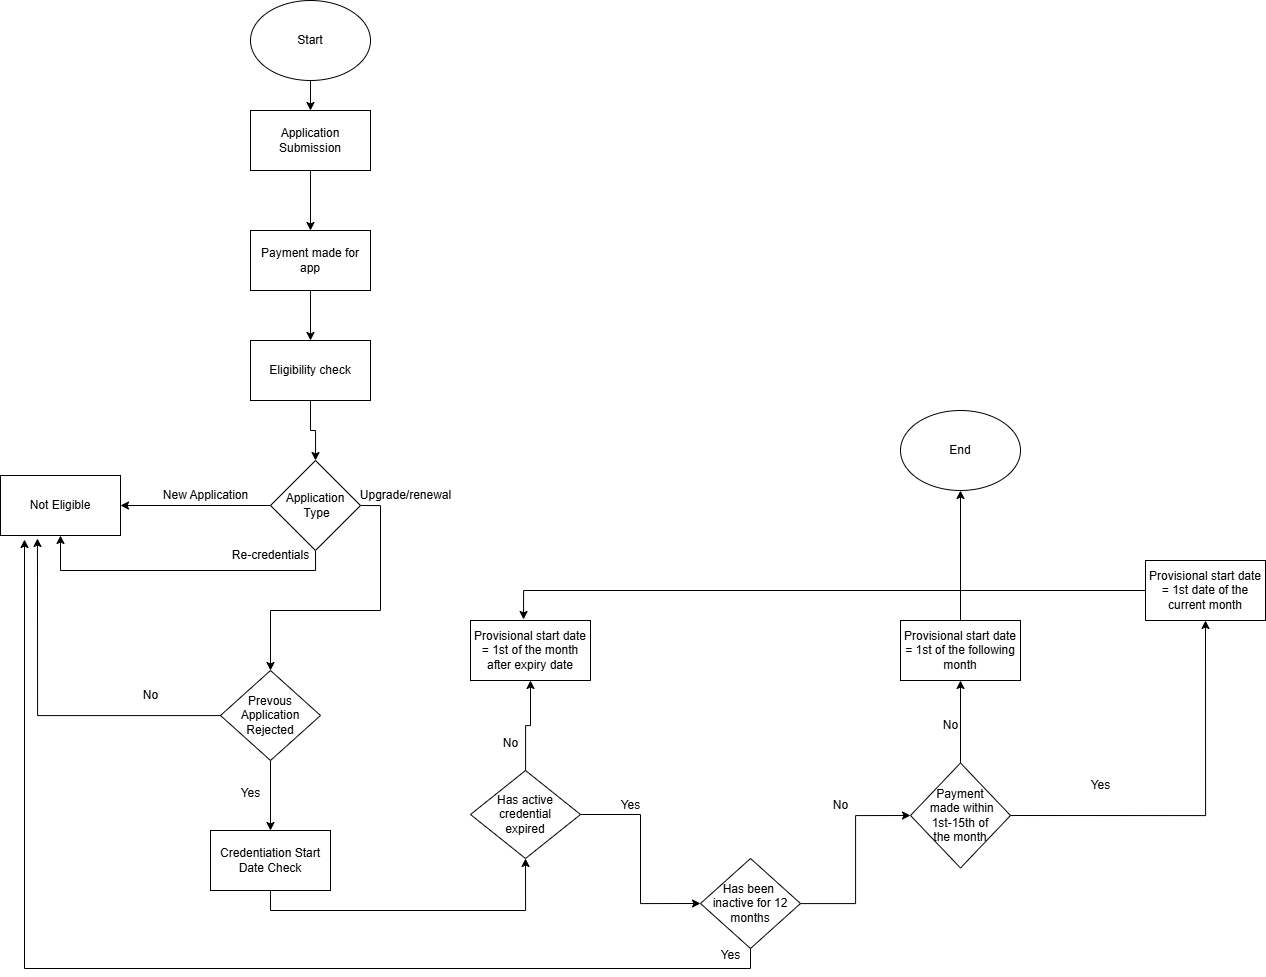 Start
Application
Submission
Payment made for
app
Eligibility check
Application
Type
New Application
Upgrade/renewal
Not Eligible
Re-credentials
Prevous
Application
Rejected
No
Yes
Credentiation Start
Date Check
Has active
credential
expired
No
Provisional start date
= 1st of the month
after expiry date
Yes
Has been
inactive for 12
months
Yes
No
Payment
made within
1st-15th of
the month
No
Provisional start date
= 1st of the following
month
End
Yes
Provisional start date
= 1st date of the
current month